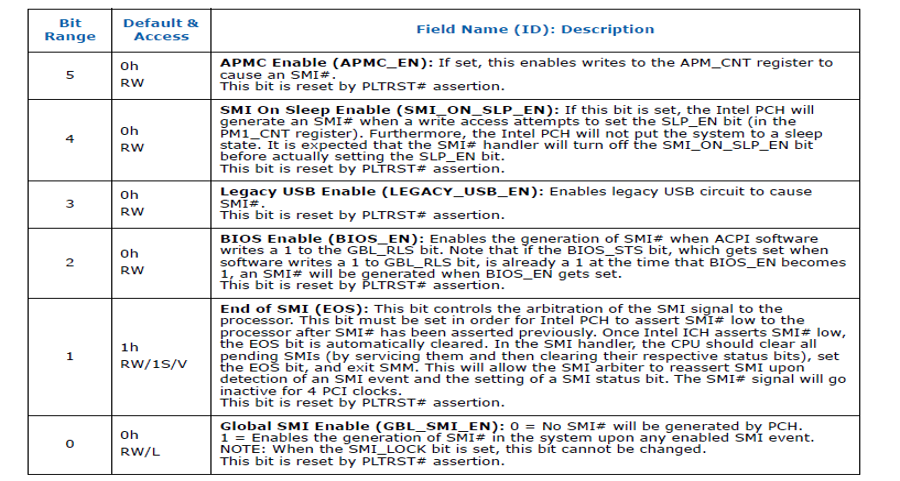 Bit Range
Default & Access
Field Name (ID): Description
5
0h
RW
APMC Enable (APMC_EN): If set, this enables writes to the APM_CNT register to
cause an SMI#.
This bit is reset by PLTRST# assertion.
4
0h
RW
SMI On Sleep Enable (SMI_ON_SLP_EN): If this bit is set, the Intel PCH will
generate an SMI# when a write access attempts to set the SLP_EN bit (in the
PM1_CNT register). Furthermore, the Intel PCH will not put the system to a sleep
state. It is expected that the SMI# handler will turn off the SMI_ON_SLP_EN bit
before actually setting the SLP_EN bit.
This bit is reset by PLTRST# assertion.
3
0h
RW
Legacy USB Enable (LEGACY_USB_EN): Enables legacy USB circuit to cause
SMI#.
This bit is reset by PLTRST# assertion.
2
0h
RW
BIOS Enable (BIOS_EN): Enables the generation of SMI# when ACPI software
writes a 1 to the GBL_RLS bit. Note that if the BIOS_STS bit, which gets set when
software writes a 1 to GBL_RLS bit, is already a 1 at the time that BIOS_EN becomes
1, an SMI# will be generated when BIOS_EN gets set.
This bit is reset by PLTRST# assertion.
1
1h
RW/1S/V
End of SMI (EOS): This bit controls the arbitration of the SMI signal to the
processor. This bit must be set in order for Intel PCH to assert SMI# low to the
processor after SMI# has been asserted previously. Once Intel ICH asserts SMI# low,
the EOS bit is automatically cleared. In the SMI handler, the CPU should clear all
pending SMIs (by servicing them and then clearing their respective status bits), set
the EOS bit, and exit SMM. This will allow the SMI arbiter to reassert SMI upon
detection of an SMI event and the setting of a SMI status bit. The SMI# signal will go
inactive for 4 PCI clocks.
This bit is reset by PLTRST# assertion.
0
0h
RW/L
Global SMI Enable (GBL_SMI_EN): 0 = No SMI# will be generated by PCH.
1 = Enables the generation of SMI# in the system upon any enabled SMI event.
NOTE: When the SMI_LOCK bit is set, this bit cannot be changed.
This bit is reset by PLTRST# assertion.